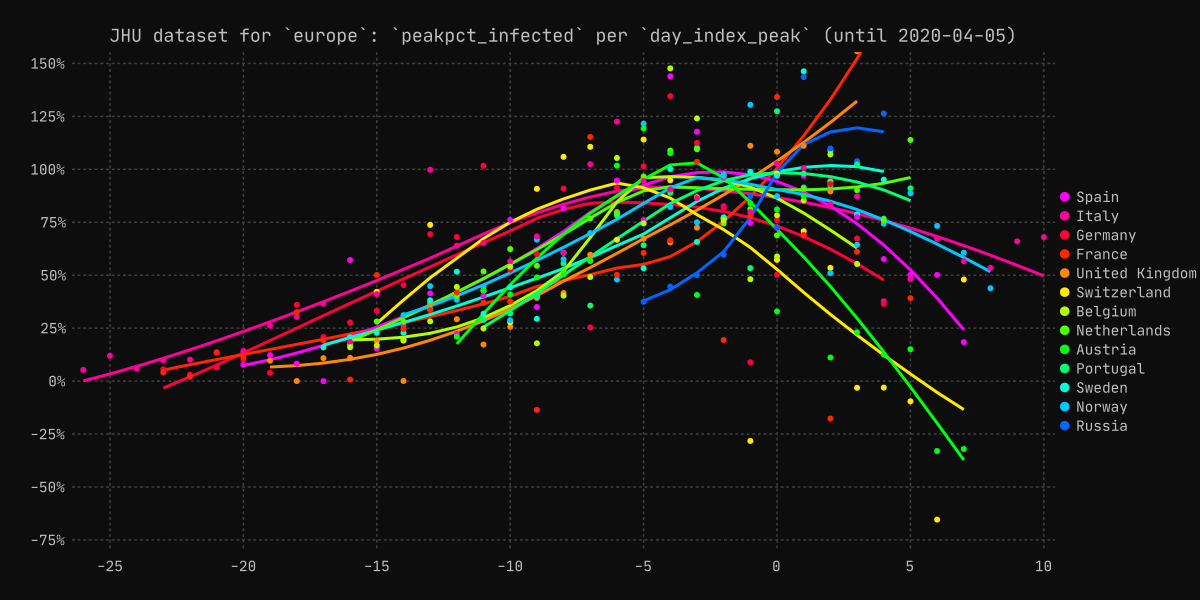 JHU dataset for `europe`: `peakpct_infected` per `day_index_peak` (until 2020-04-05)
150%
125%
100%
75%
50%
25%
0%
-25%
-50%
-75%
-25 -20 -15 -10 -5 0 5 10
Spain
Italy
Germany
France
United Kingdom
Switzerland
Belgium
Netherlands
Austria
Portugal
Sweden
Norway
Russia